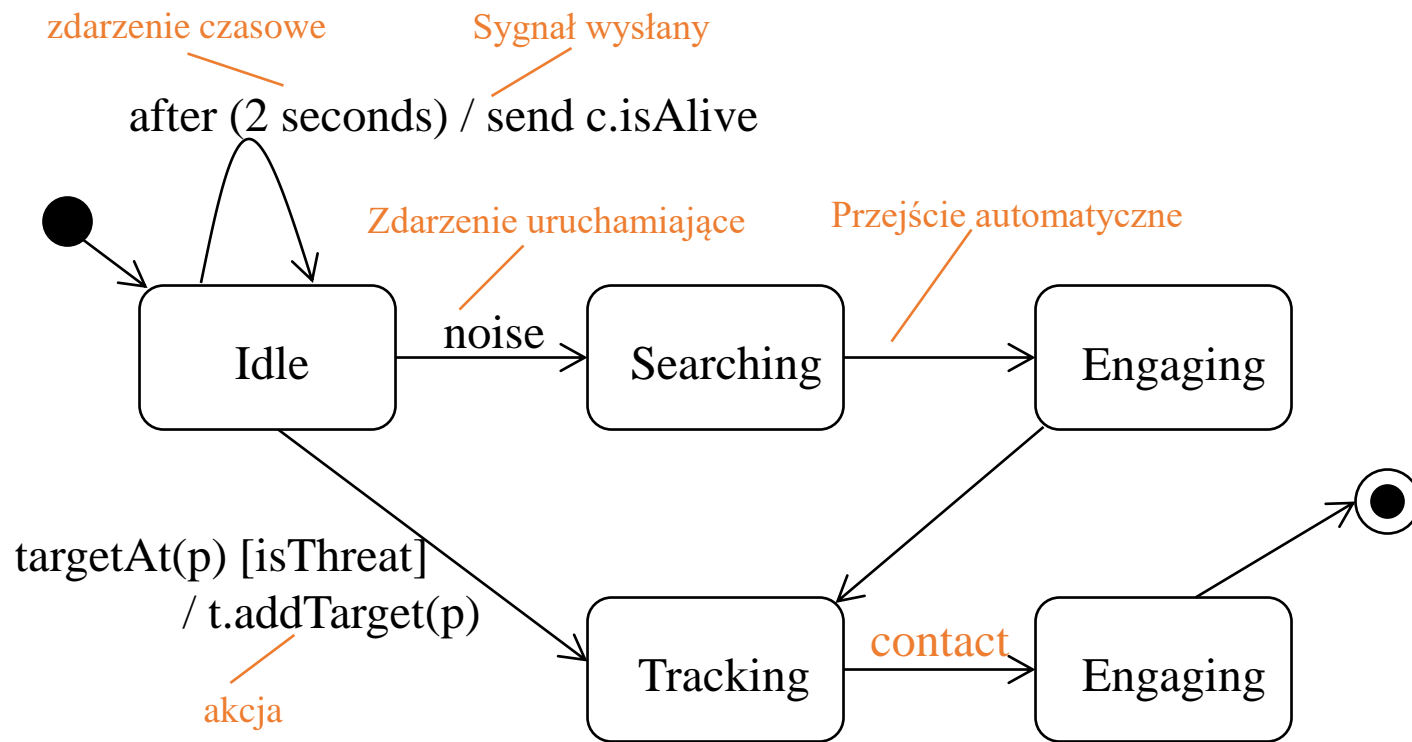 zdarzenie czasowe
Sygnał wysłany
after (2 seconds) / send c.isAlive
Zdarzenie uruchamiające
Przejście automatyczne
noise
Idle
Searching
Engaging
targetAt(p) [isThreat]
/ t.addTarget(p)
akcja
contact
Tracking
Engaging